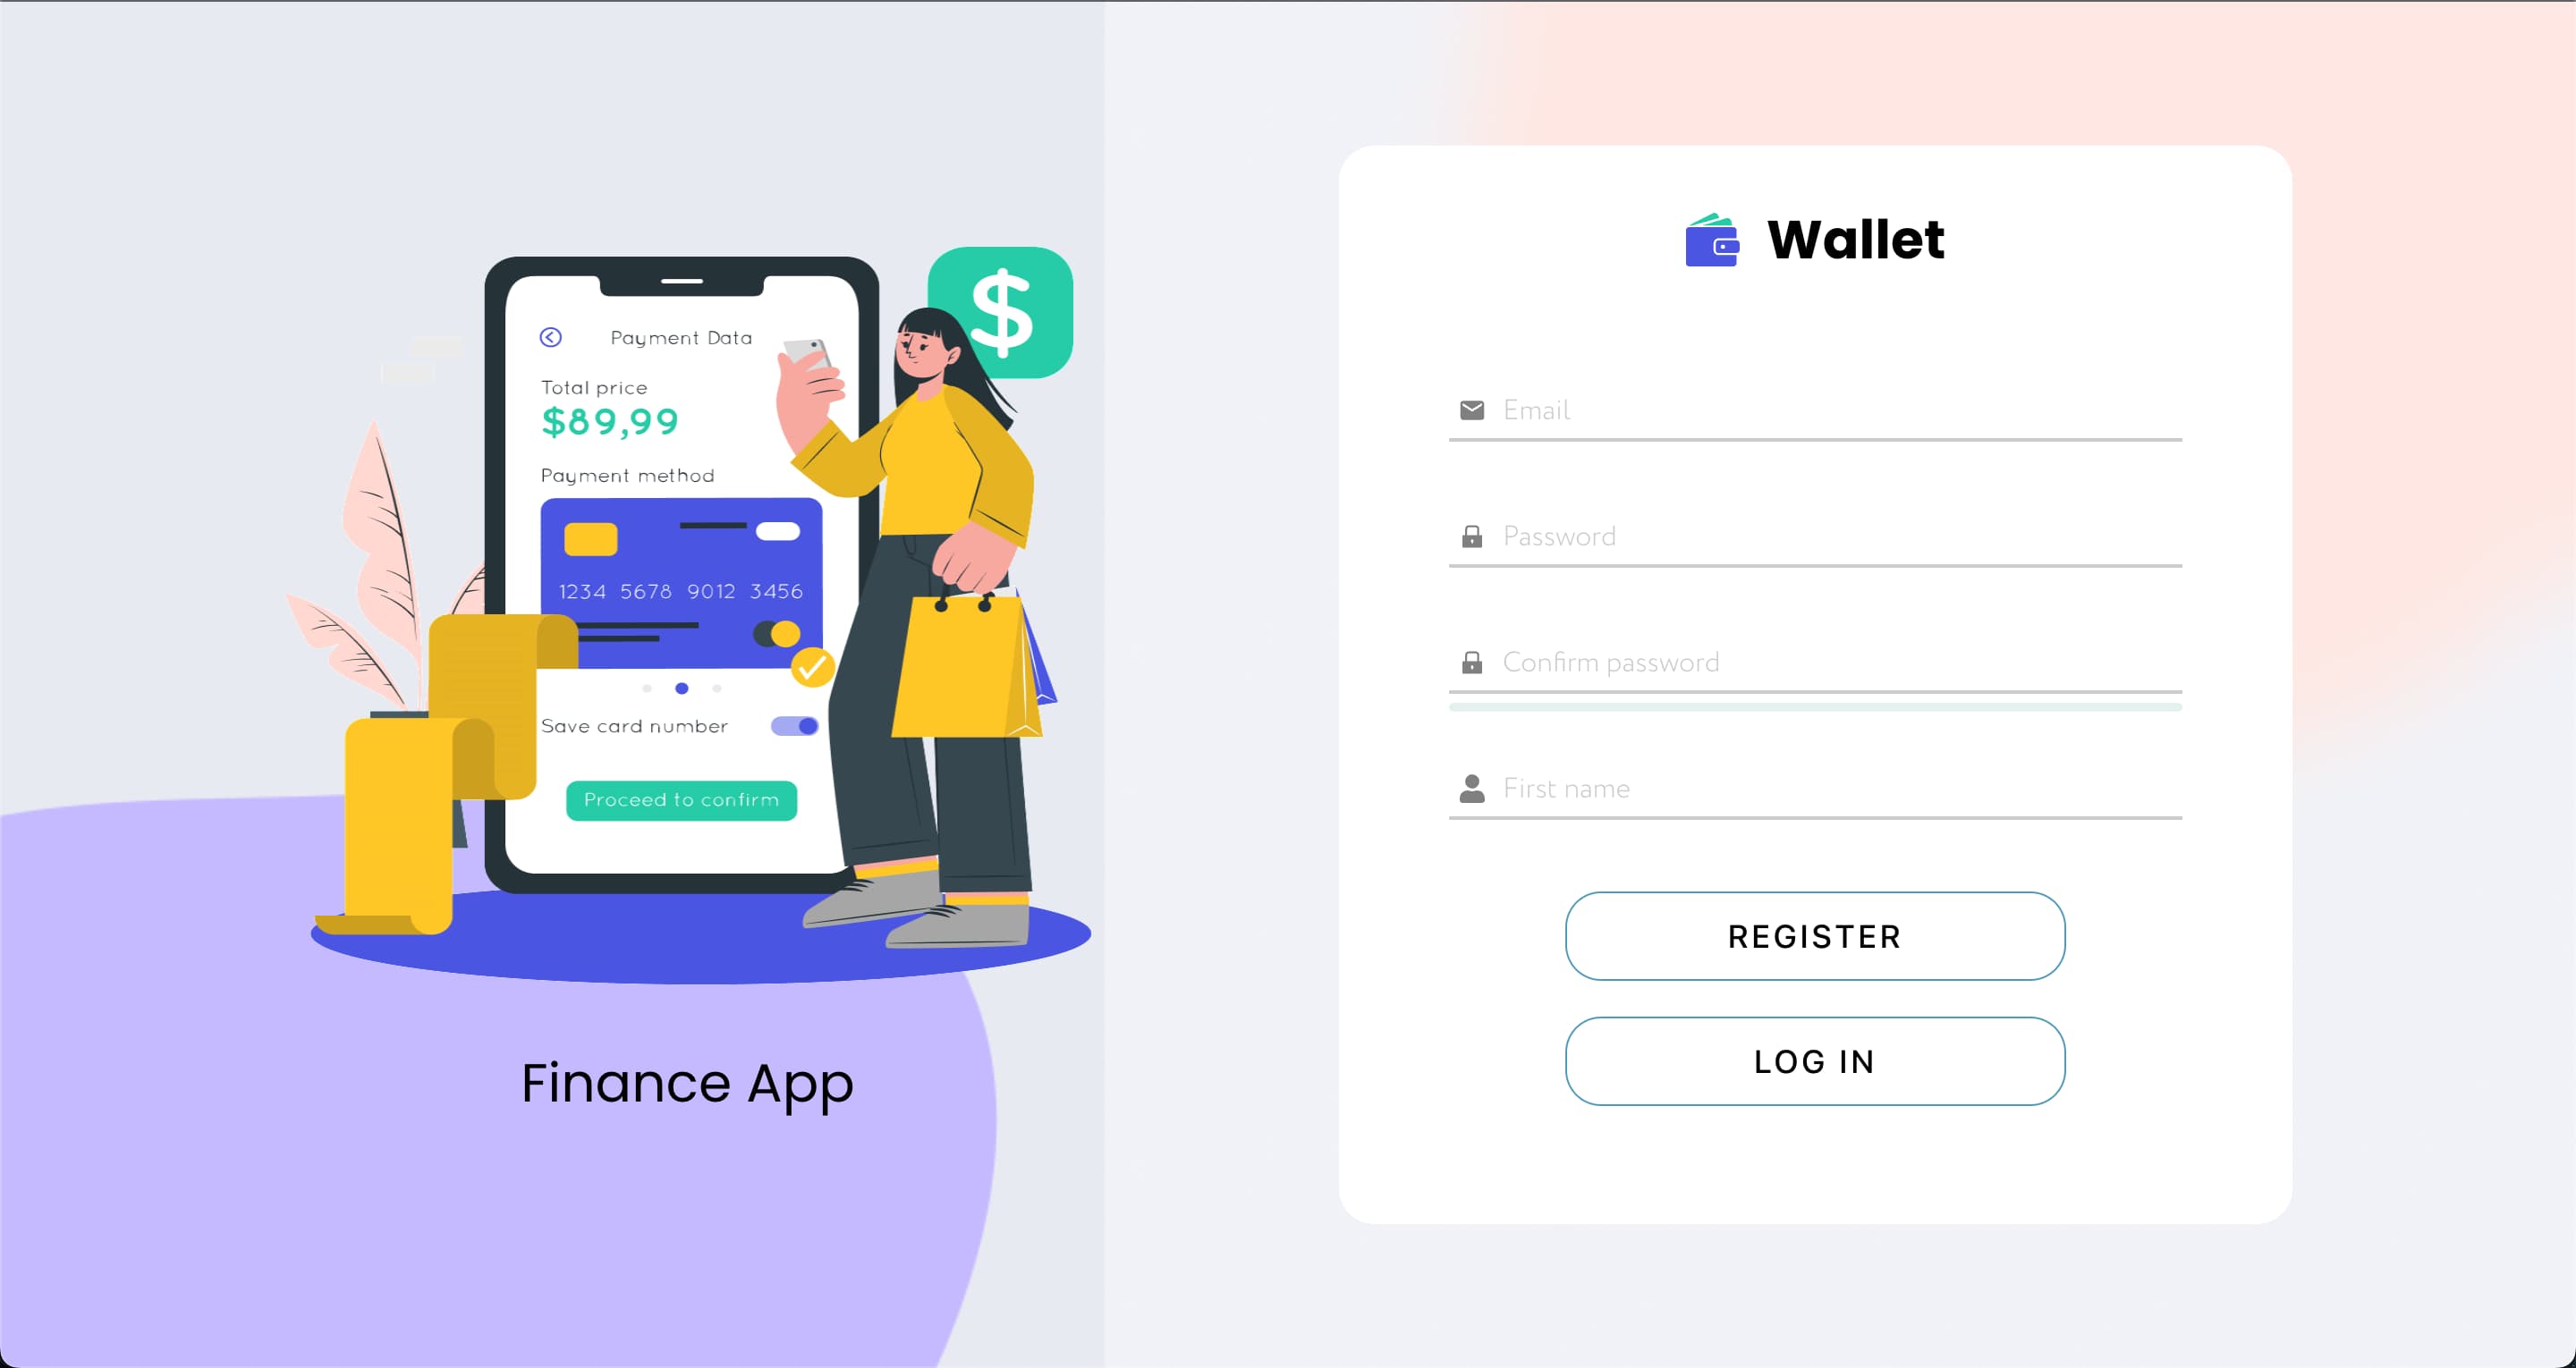 Payment Data
Total price
$89,99
Payment method
1234 5678 9012 3456
Save card number
Proceed to confirm
$
Finance App
Wallet
Email
Password
Confirm password
First name
REGISTER
LOG IN